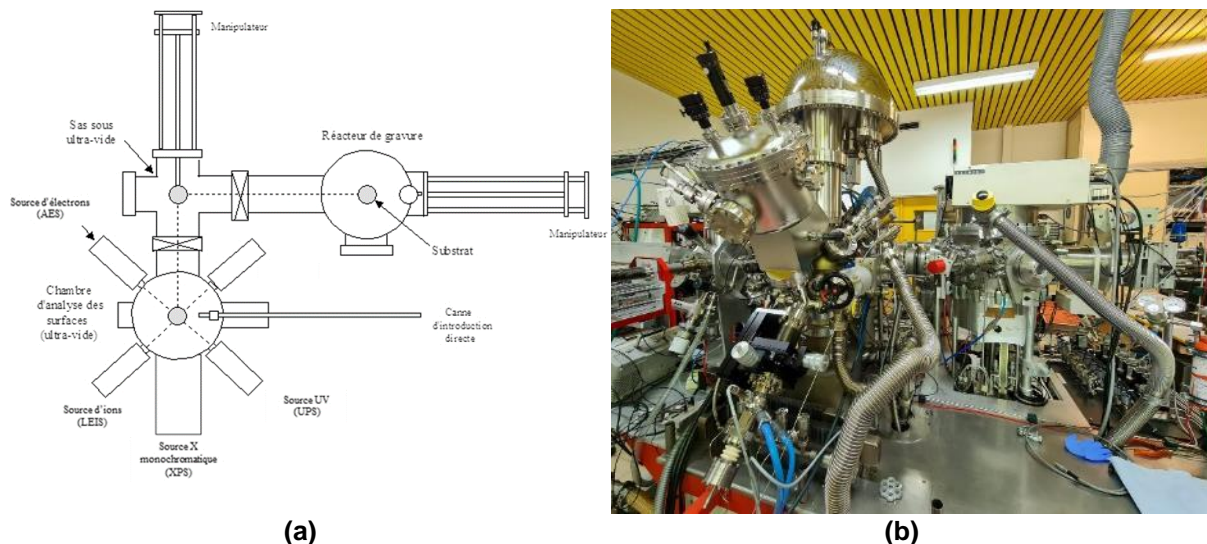 Manipulateur
Sas sous
ultra-vide
Réacteur de gravure
Source d'électrons
(AES)
Manipulateur
Substrat
Chambre
d'analyse des
surfaces
(ultra-vide)
Canne
d'introduction
directe
Source d'ions
(LEIS)
Source UV
(UPS)
Source X
monochromatique
(XPS)
(a)
(b)